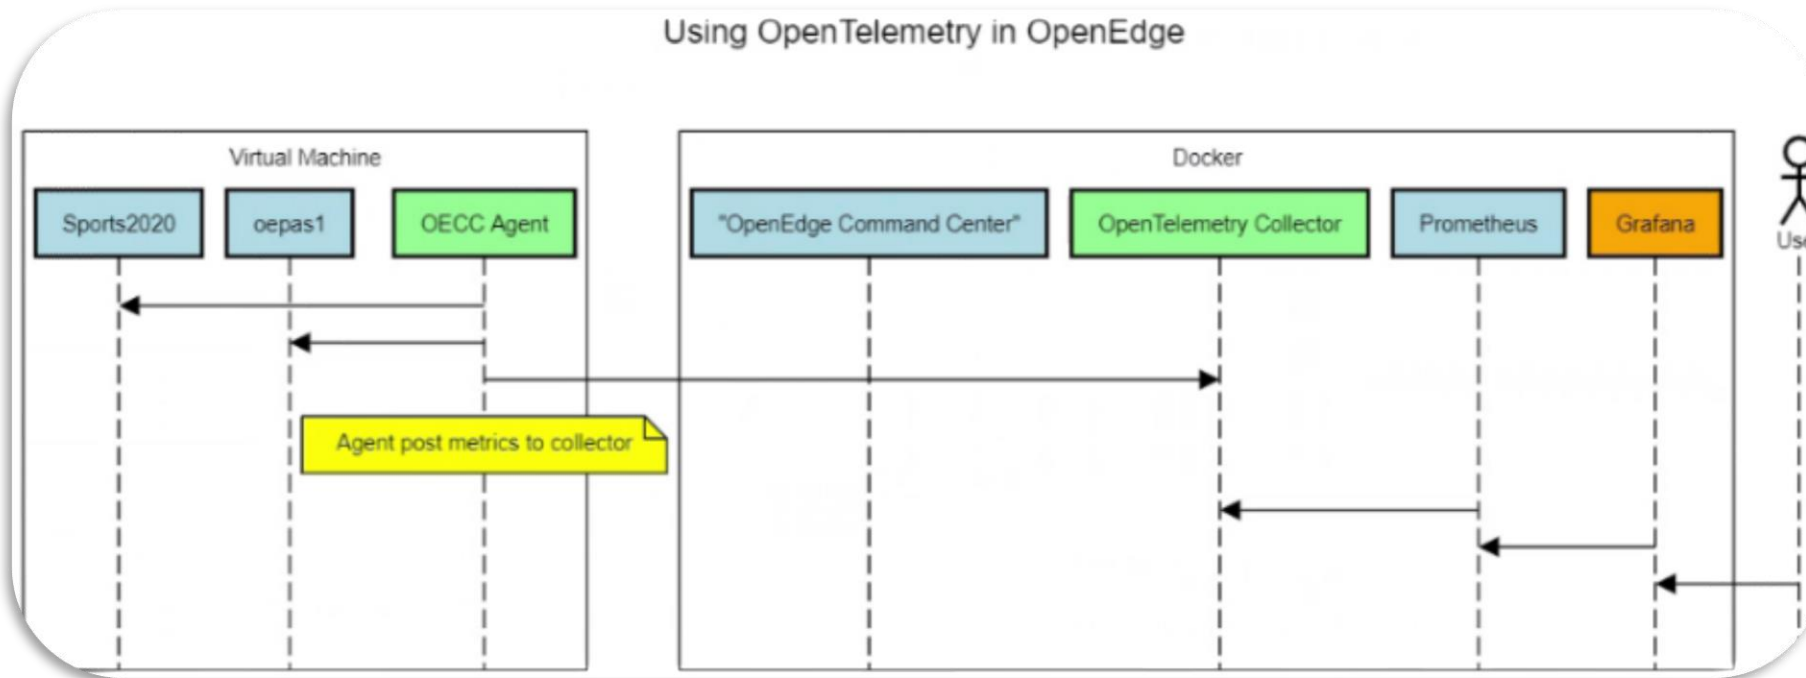 Using OpenTelemetry in OpenEdge
Virtual Machine
Docker
Sports2020
oepas1
OECC Agent
"OpenEdge Command Center"
OpenTelemetry Collector
Prometheus
Grafana
Agent post metrics to collector